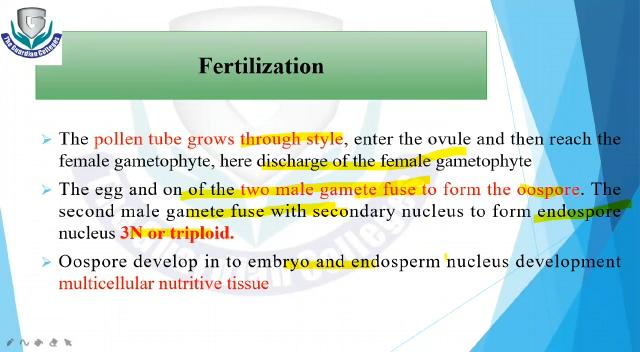 The Guardian Colleges
Fertilization
The pollen tube grows through style, enter the ovule and then reach the
female gametophyte, here discharge of the female gametophyte
The egg and on of the two male gamete fuse to form the oospore. The
second male gamete fuse with secondary nucleus to form endospore
nucleus 3N or triploid.
Oospore develop in to embryo and endosperm nucleus development
multicellular nutritive tissue